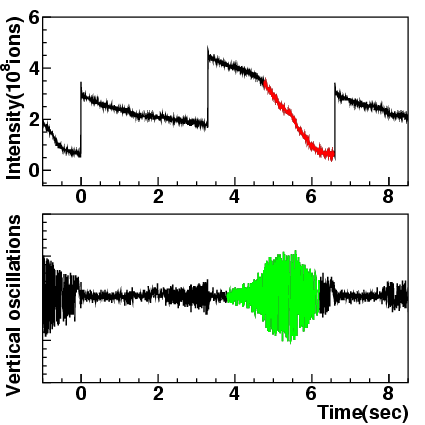 Intensity(10⁸ions)
6
4
2
0
0 2 4 6 8
Vertical oscillations
0 2 4 6 8
Time(sec)